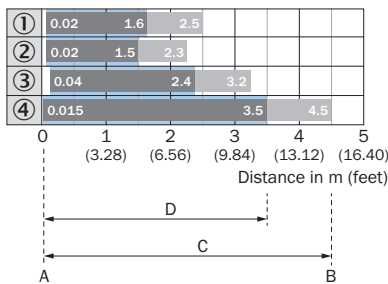 ① 0.02 1.6 2.5
② 0.02 1.5 2.3
③ 0.04 2.4 3.2
④ 0.015 3.5 4.5
0 1 2 3 4 5
(3.28) (6.56) (9.84) (13.12) (16.40)
Distance in m (feet)
D
C
A B